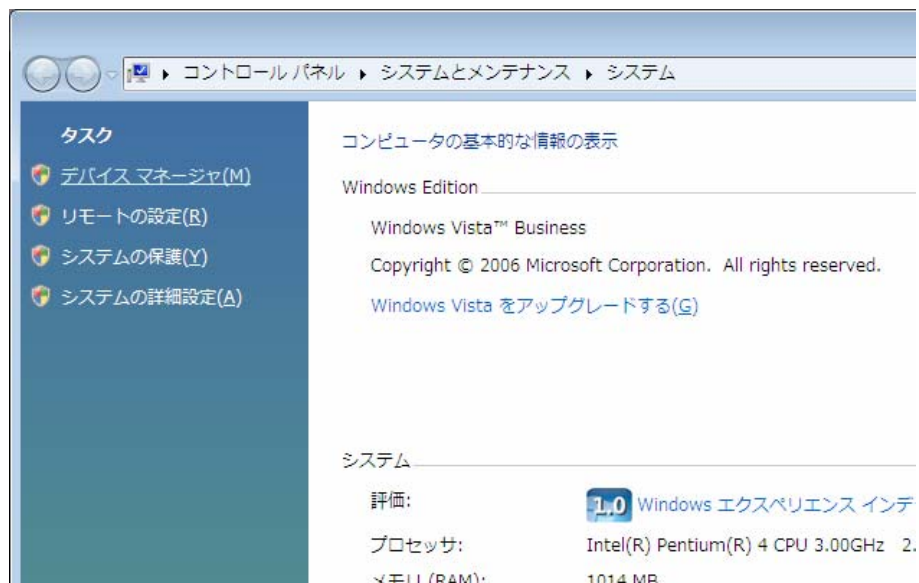 コントロール パネル ▸ システムとメンテナンス ▸ システム
タスク
デバイス マネージャ(M)
リモートの設定(R)
システムの保護(Y)
システムの詳細設定(A)
コンピュータの基本的な情報の表示
Windows Edition
Windows Vista™ Business
Copyright © 2006 Microsoft Corporation. All rights reserved.
Windows Vista をアップグレードする(G)
システム
評価: 1.0 Windows エクスペリエンス インデ
プロセッサ: Intel(R) Pentium(R) 4 CPU 3.00GHz 2.
メモリ (RAM): 1014 MB